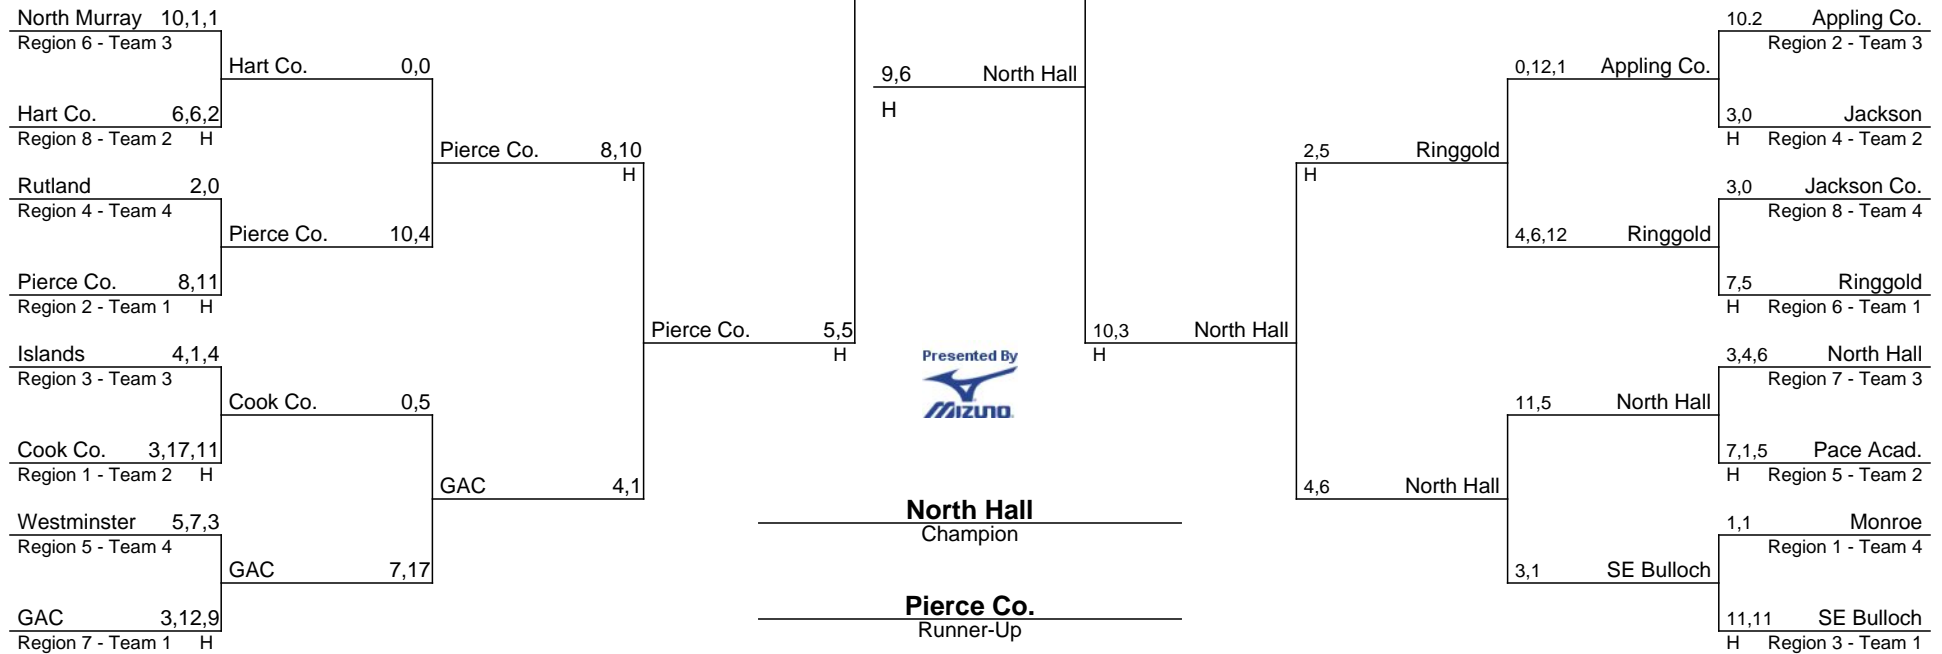 North Murray 10,1,1
Region 6 - Team 3
Hart Co. 0,0
Hart Co. 6,6,2
Region 8 - Team 2 H
Pierce Co. 8,10
H
Rutland 2,0
Region 4 - Team 4
Pierce Co. 10,4
Pierce Co. 8,11
Region 2 - Team 1 H
Pierce Co. 5,5
H
Islands 4,1,4
Region 3 - Team 3
Cook Co. 0,5
Cook Co. 3,17,11
Region 1 - Team 2 H
GAC 4,1
Westminster 5,7,3
Region 5 - Team 4
GAC 7,17
GAC 3,12,9
Region 7 - Team 1 H
9,6 North Hall
H
Presented By
MIZUNO
North Hall
Champion
Pierce Co.
Runner-Up
10.2 Appling Co.
Region 2 - Team 3
0,12,1 Appling Co.
3,0 Jackson
H Region 4 - Team 2
2,5 Ringgold
H
3,0 Jackson Co.
Region 8 - Team 4
4,6,12 Ringgold
7,5 Ringgold
H Region 6 - Team 1
10,3 North Hall
H
3,4,6 North Hall
Region 7 - Team 3
11,5 North Hall
7,1,5 Pace Acad.
H Region 5 - Team 2
4,6 North Hall
1,1 Monroe
Region 1 - Team 4
3,1 SE Bulloch
11,11 SE Bulloch
H Region 3 - Team 1